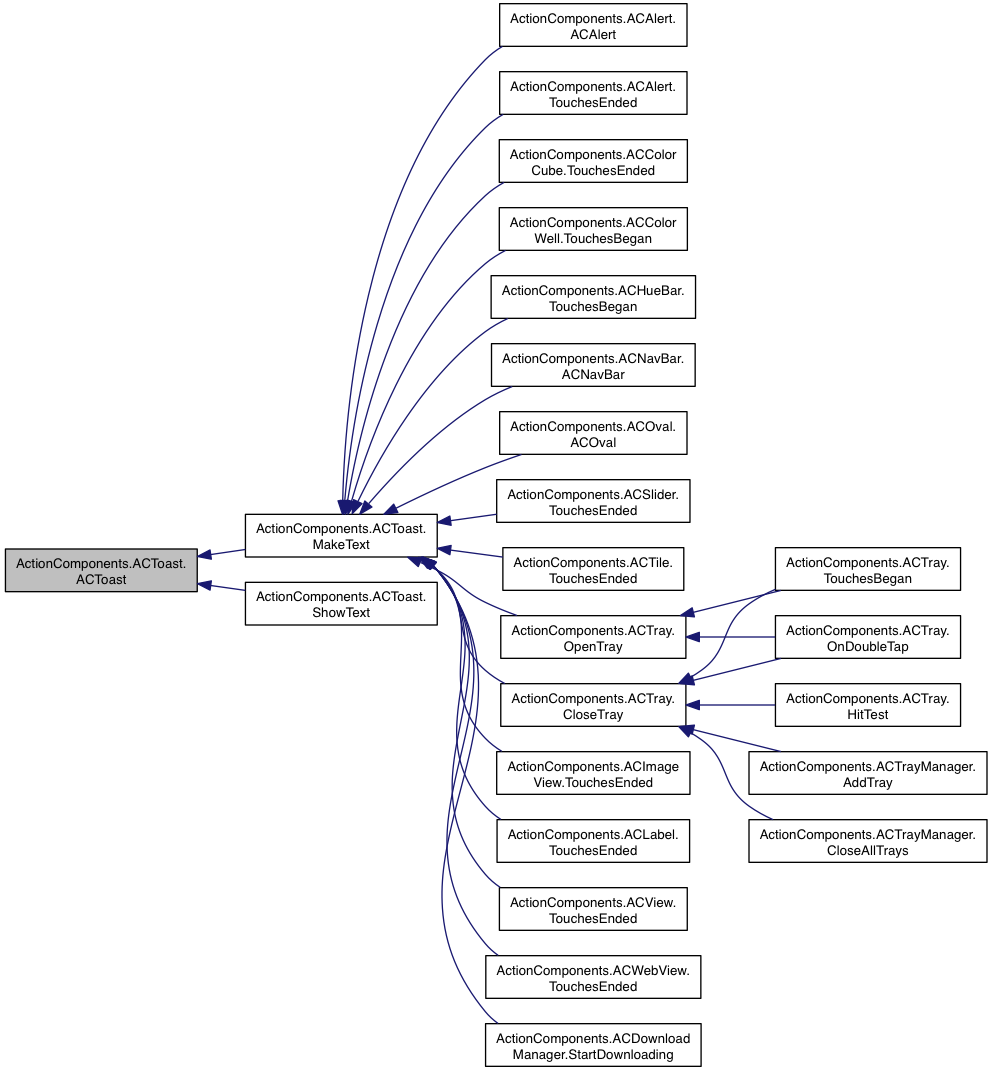 ActionComponents.ACAlert.
ACAlert
ActionComponents.ACAlert.
TouchesEnded
ActionComponents.ACColor
Cube.TouchesEnded
ActionComponents.ACColor
Well.TouchesBegan
ActionComponents.ACHueBar.
TouchesBegan
ActionComponents.ACNavBar.
ACNavBar
ActionComponents.ACOval.
ACOval
ActionComponents.ACSlider.
TouchesEnded
ActionComponents.ACToast.
MakeText
ActionComponents.ACToast.
ACToast
ActionComponents.ACToast.
ShowText
ActionComponents.ACTile.
TouchesEnded
ActionComponents.ACTray.
OpenTray
ActionComponents.ACTray.
CloseTray
ActionComponents.ACTray.
TouchesBegan
ActionComponents.ACTray.
OnDoubleTap
ActionComponents.ACTray.
HitTest
ActionComponents.ACTrayManager.
AddTray
ActionComponents.ACTrayManager.
CloseAllTrays
ActionComponents.ACImage
View.TouchesEnded
ActionComponents.ACLabel.
TouchesEnded
ActionComponents.ACView.
TouchesEnded
ActionComponents.ACWebView.
TouchesEnded
ActionComponents.ACDownload
Manager.StartDownloading